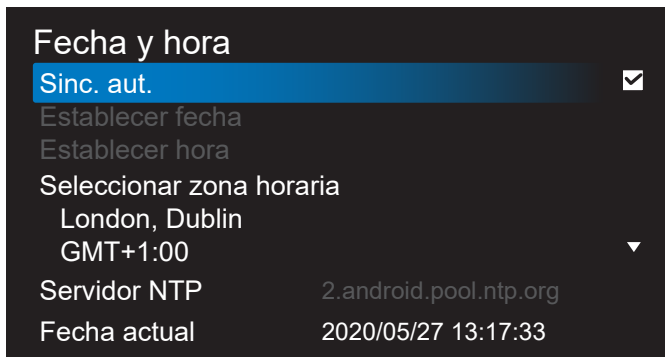 Fecha y hora
Sinc. aut.
Establecer fecha
Establecer hora
Seleccionar zona horaria
London, Dublin
GMT+1:00
Servidor NTP 2.android.pool.ntp.org
Fecha actual 2020/05/27 13:17:33